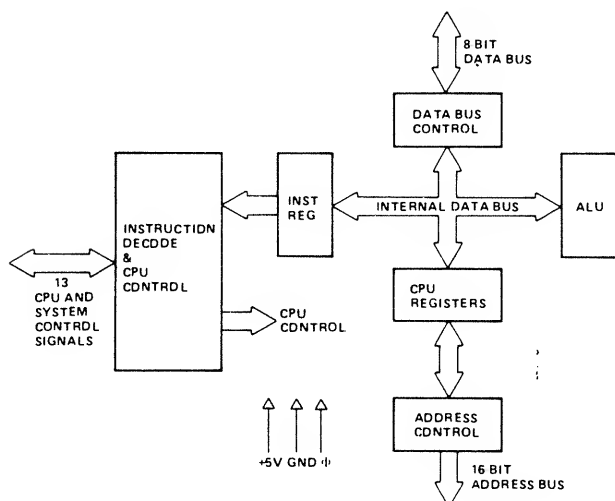 8 BIT
DATA BUS
DATA BUS
CONTROL
INST
REG
INTERNAL DATA BUS
ALU
INSTRUCTION
DECODE
&
CPU
CONTROL
13
CPU AND
SYSTEM
CONTROL
SIGNALS
CPU
CONTROL
CPU
REGISTERS
ADDRESS
CONTROL
+5V GND Φ
16 BIT
ADDRESS BUS